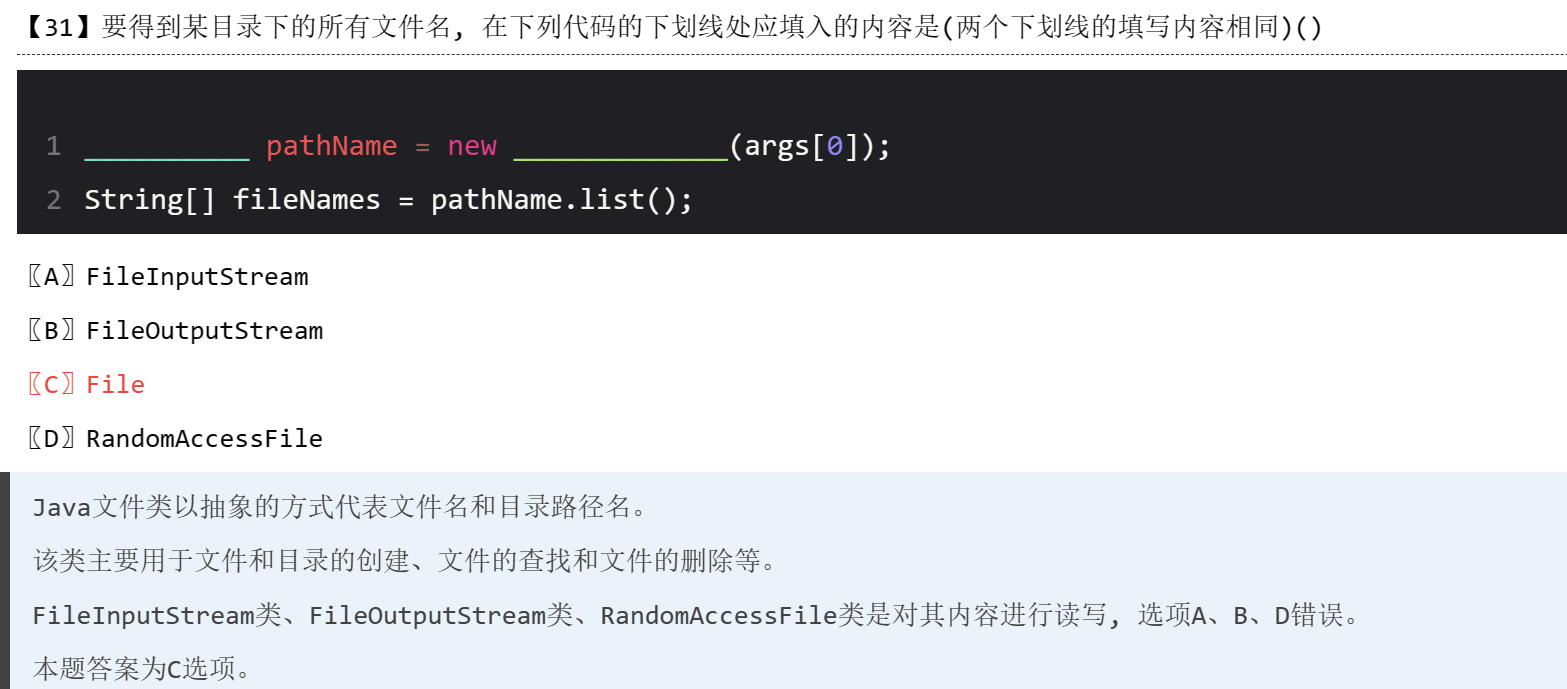 【31】要得到某目录下的所有文件名, 在下列代码的下划线处应填入的内容是(两个下划线的填写内容相同)()
1 __________ pathName = new _____________(args[0]);
2 String[] fileNames = pathName.list();
〖A〗FileInputStream
〖B〗FileOutputStream
〖C〗File
〖D〗RandomAccessFile
Java文件类以抽象的方式代表文件名和目录路径名。
该类主要用于文件和目录的创建、文件的查找和文件的删除等。
FileInputStream类、FileOutputStream类、RandomAccessFile类是对其内容进行读写, 选项A、B、D错误。
本题答案为C选项。